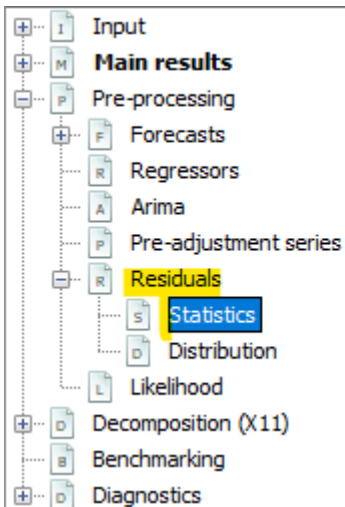 I Input
M Main results
P Pre-processing
F Forecasts
R Regressors
A Arima
P Pre-adjustment series
R Residuals
S Statistics
D Distribution
L Likelihood
D Decomposition (X11)
B Benchmarking
D Diagnostics